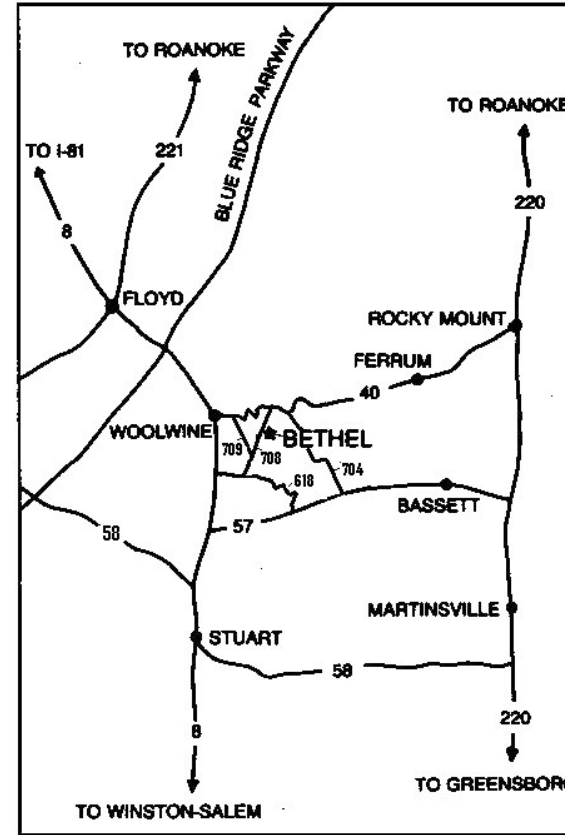 TO ROANOKE
BLUE RIDGE PARKWAY
TO ROANOKE
TO I-81
221
8
220
FLOYD
ROCKY MOUNT
FERRUM
40
WOOLWINE
BETHEL
709
708
704
618
BASSETT
58
57
MARTINSVILLE
STUART
58
8
220
TO GREENSBORO
TO WINSTON-SALEM